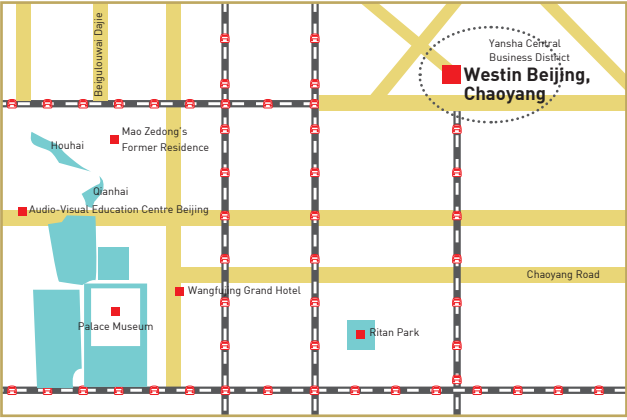 Beigulouwai Dajie
Yansha Central
Business District
Westin Beijing,
Chaoyang
Mao Zedong's
Former Residence
Houhai
Qianhai
Audio-Visual Education Centre Beijing
Chaoyang Road
Wangfujing Grand Hotel
Palace Museum
Ritan Park